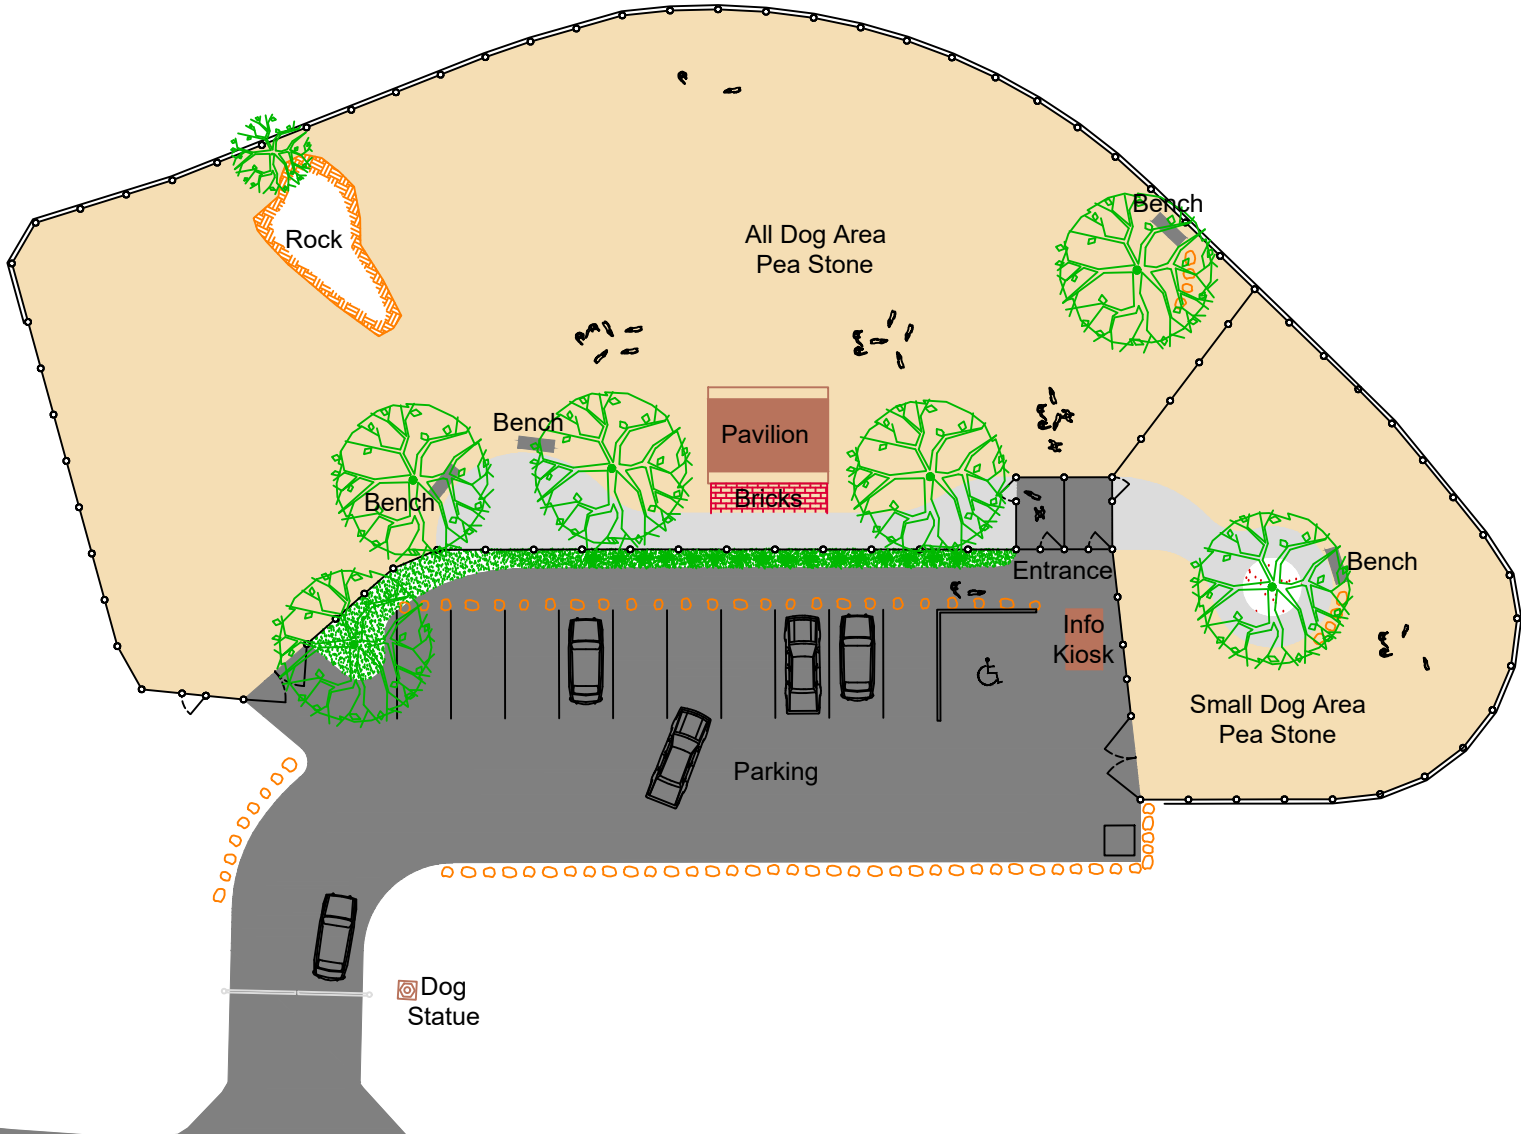 Bench
All Dog Area
Pea Stone
Rock
Bench
Pavilion
Bench
Bricks
Entrance
Bench
Info
Kiosk
Small Dog Area
Pea Stone
Parking
Dog
Statue